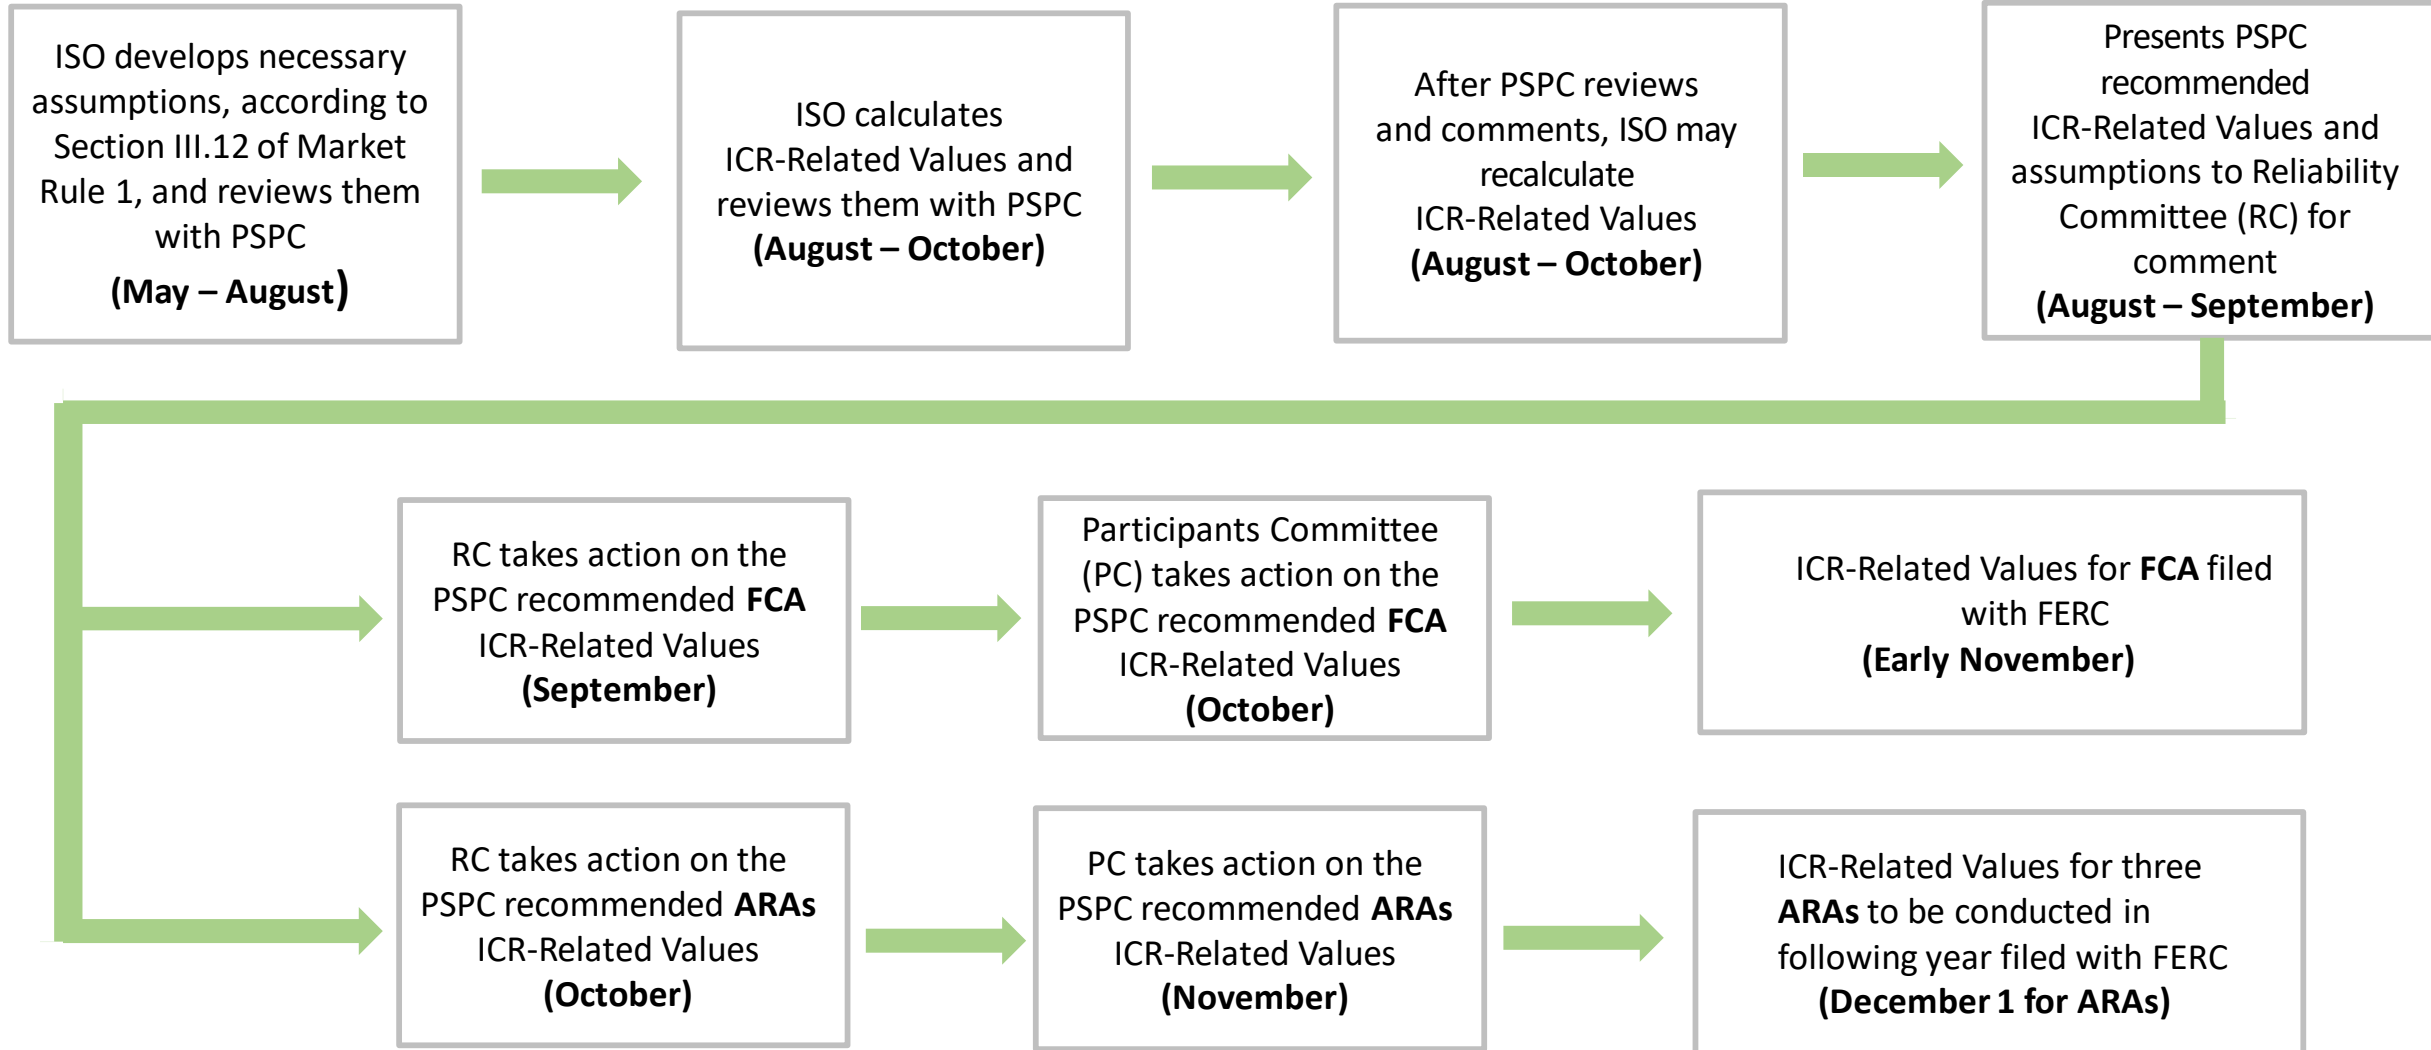 ISO develops necessary
assumptions, according to
Section III.12 of Market
Rule 1, and reviews them
with PSPC
(May – August)
ISO calculates
ICR-Related Values and
reviews them with PSPC
(August – October)
After PSPC reviews
and comments, ISO may
recalculate
ICR-Related Values
(August – October)
Presents PSPC
recommended
ICR-Related Values and
assumptions to Reliability
Committee (RC) for
comment
(August – September)
RC takes action on the
PSPC recommended FCA
ICR-Related Values
(September)
Participants Committee
(PC) takes action on the
PSPC recommended FCA
ICR-Related Values
(October)
ICR-Related Values for FCA filed
with FERC
(Early November)
RC takes action on the
PSPC recommended ARAs
ICR-Related Values
(October)
PC takes action on the
PSPC recommended ARAs
ICR-Related Values
(November)
ICR-Related Values for three
ARAs to be conducted in
following year filed with FERC
(December 1 for ARAs)